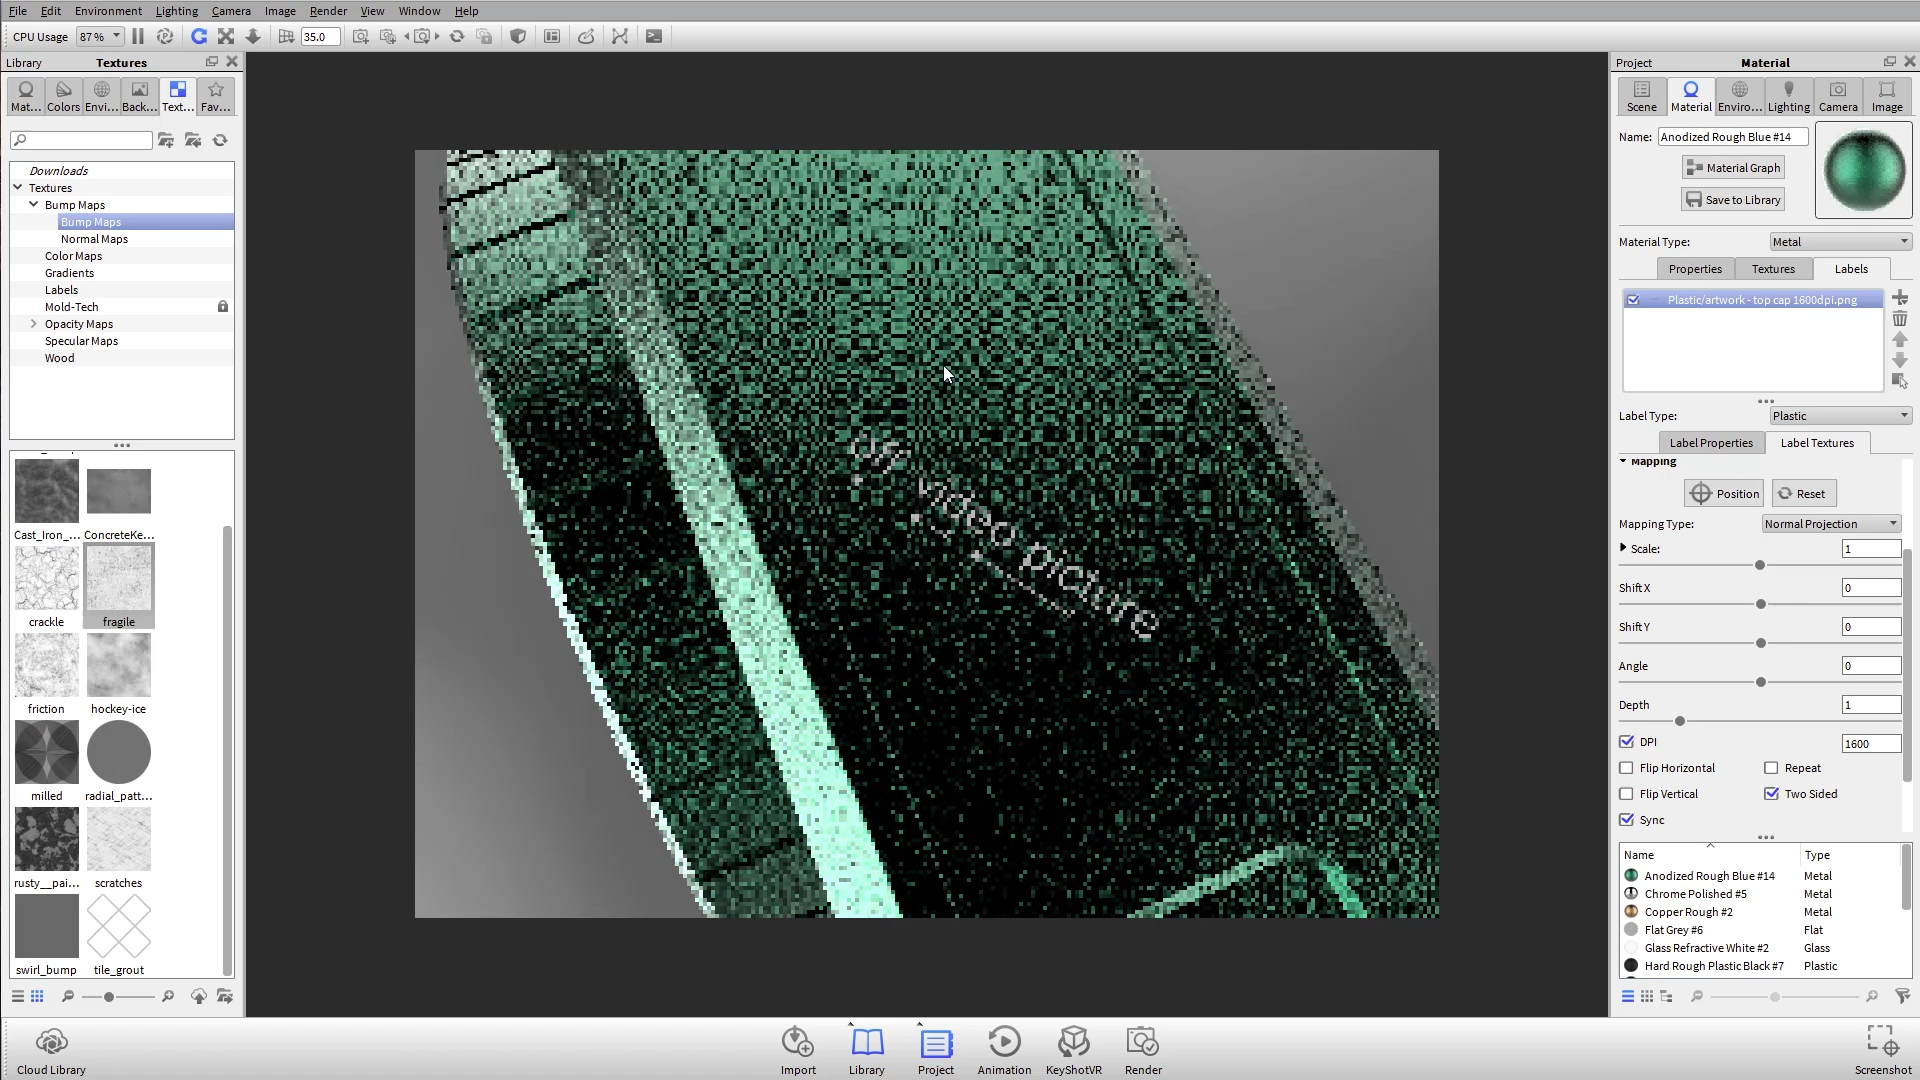 File Edit Environment Lighting Camera Image Render View Window Help
CPU Usage 87 % 35.0
Library Textures
Mat... Colors Envi... Back... Text... Fav...
Downloads
Textures
Bump Maps
Bump Maps
Normal Maps
Color Maps
Gradients
Labels
Mold-Tech
Opacity Maps
Specular Maps
Wood
Cast_Iron_... ConcreteKe...
crackle fragile
friction hockey-ice
milled radial_patt...
rusty__pai... scratches
swirl_bump tile_grout
Cloud Library
off video picture
Import Library Project Animation KeyShotVR Render
Project Material
Scene Material Enviro... Lighting Camera Image
Name: Anodized Rough Blue #14
Material Graph
Save to Library
Material Type: Metal
Properties Textures Labels
Plastic/artwork - top cap 1600dpi.png
Label Type: Plastic
Label Properties Label Textures
Mapping
Position Reset
Mapping Type: Normal Projection
Scale: 1
Shift X 0
Shift Y 0
Angle 0
Depth 1
DPI 1600
Flip Horizontal Repeat
Flip Vertical Two Sided
Sync
Name Type
Anodized Rough Blue #14 Metal
Chrome Polished #5 Metal
Copper Rough #2 Metal
Flat Grey #6 Flat
Glass Refractive White #2 Glass
Hard Rough Plastic Black #7 Plastic
Screenshot